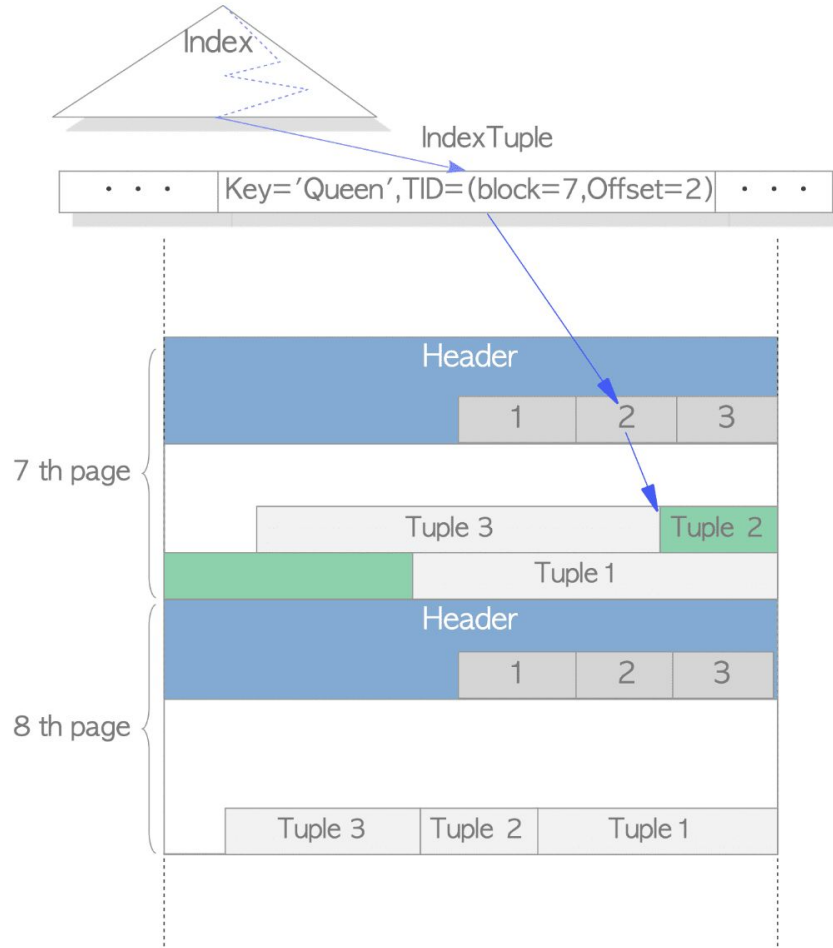 Index
IndexTuple
· · ·
Key='Queen',TID=(block=7,Offset=2)
· · ·
Header
1 2 3
7 th page
Tuple 3
Tuple 2
Tuple 1
Header
1 2 3
8 th page
Tuple 3
Tuple 2
Tuple 1